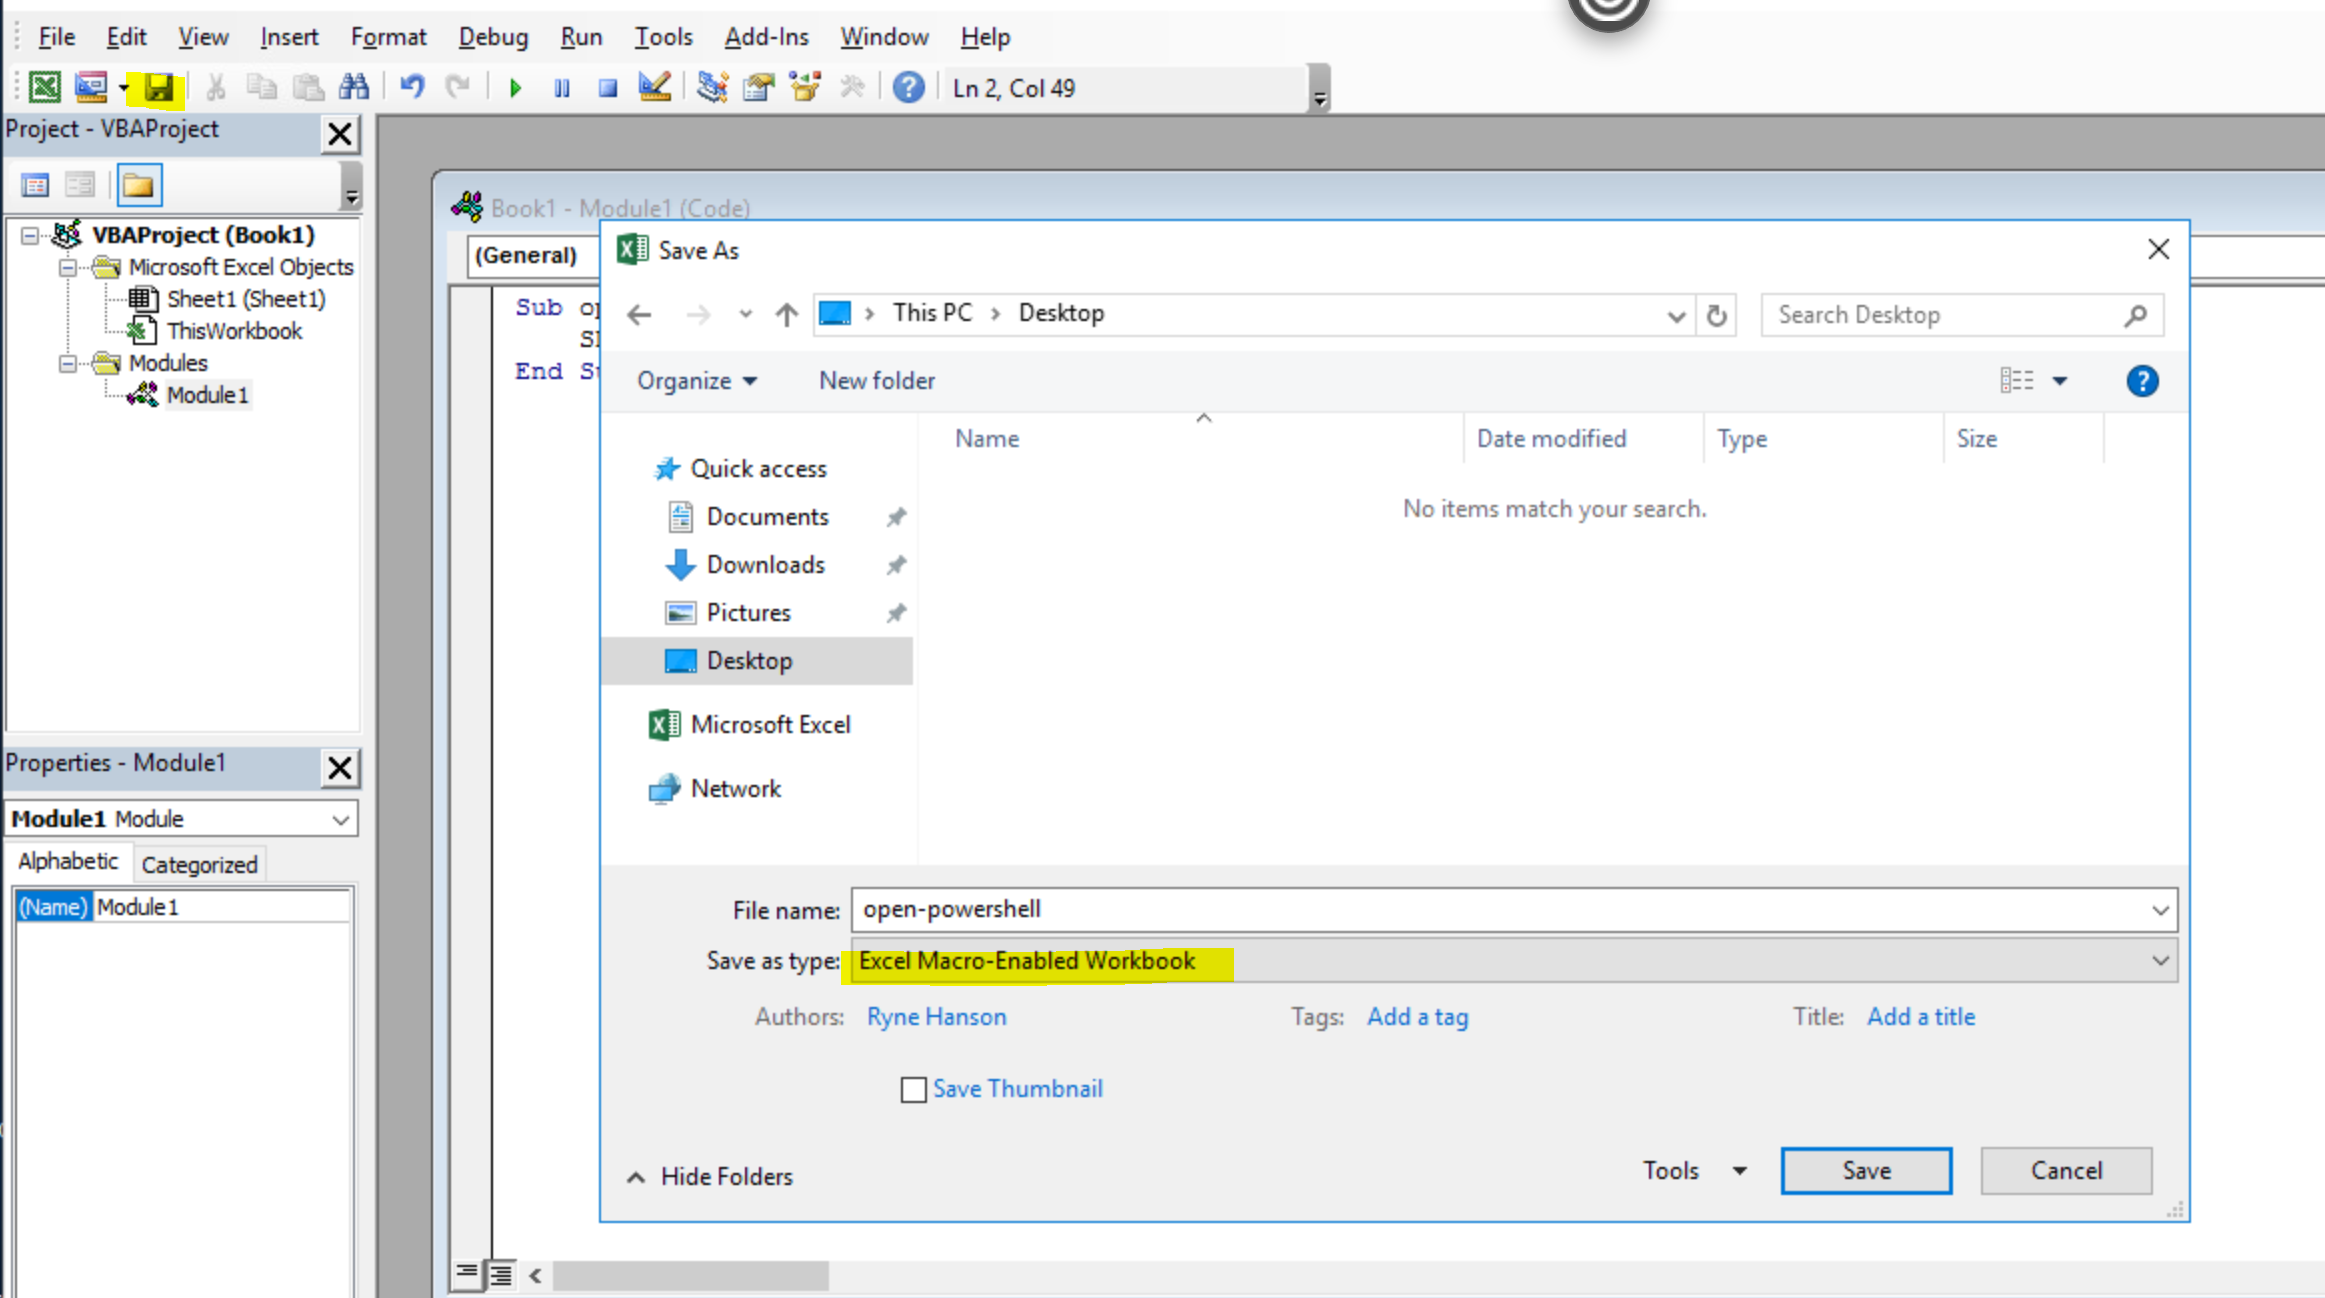 File Edit View Insert Format Debug Run Tools Add-Ins Window Help
Ln 2, Col 49
Project - VBAProject
VBAProject (Book1)
Microsoft Excel Objects
Sheet1 (Sheet1)
ThisWorkbook
Modules
Module1
Properties - Module1
Module1 Module
Alphabetic Categorized
(Name) Module1
Book1 - Module1 (Code)
(General)
Sub
End
Save As
This PC > Desktop
Search Desktop
Organize New folder
Name Date modified Type Size
No items match your search.
Quick access
Documents
Downloads
Pictures
Desktop
Microsoft Excel
Network
File name: open-powershell
Save as type: Excel Macro-Enabled Workbook
Authors: Ryne Hanson Tags: Add a tag Title: Add a title
Save Thumbnail
Hide Folders Tools Save Cancel